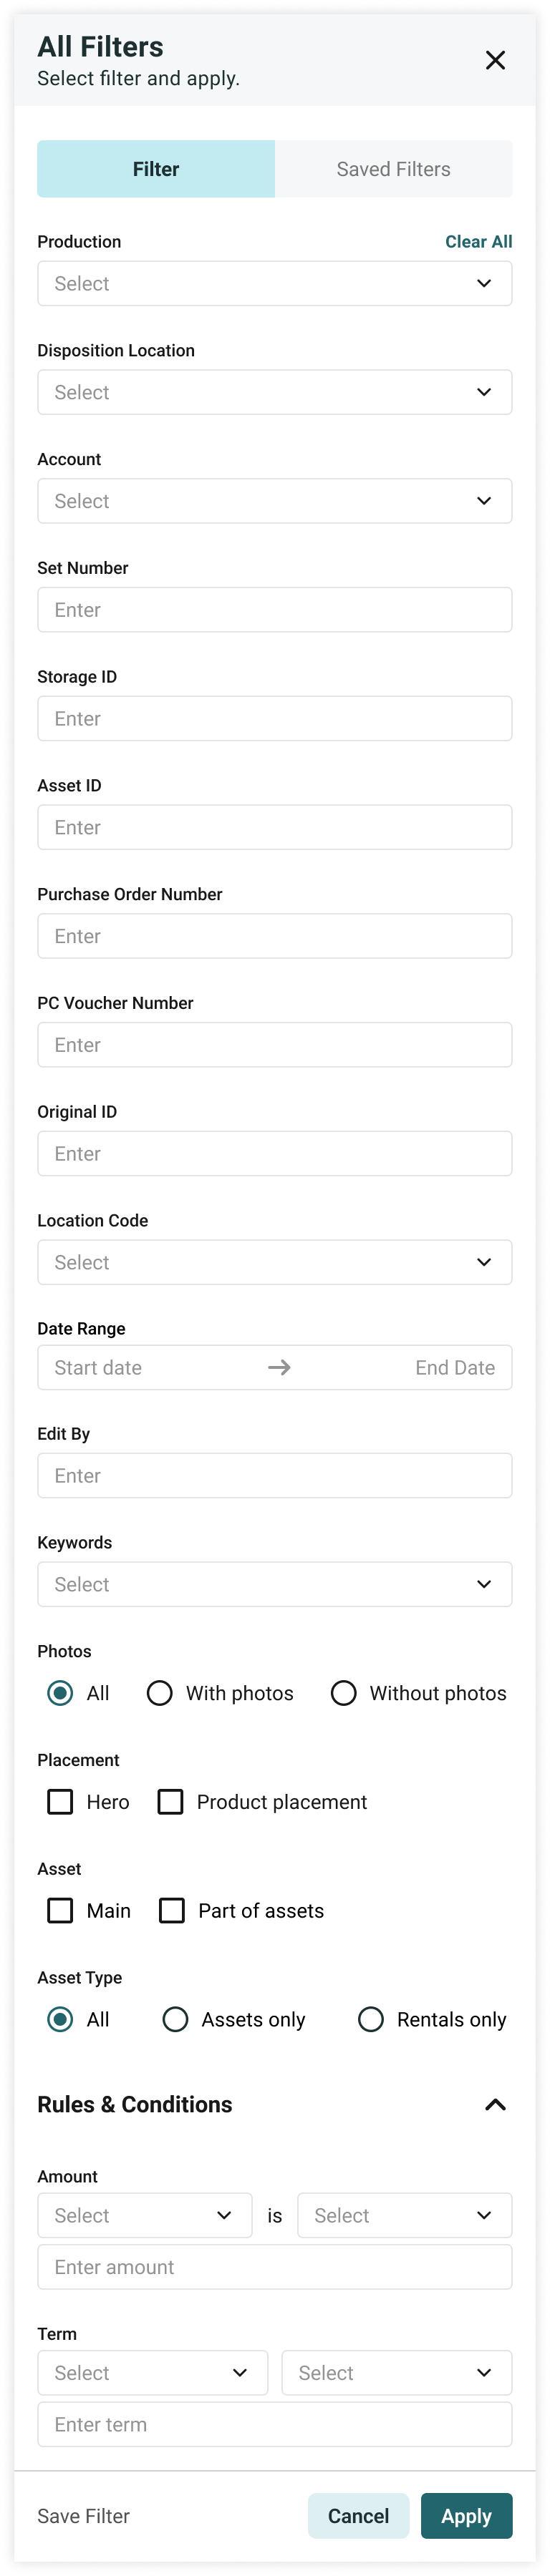 All Filters
Select filter and apply.
Filter Saved Filters
Production Clear All
Select
Disposition Location
Select
Account
Select
Set Number
Enter
Storage ID
Enter
Asset ID
Enter
Purchase Order Number
Enter
PC Voucher Number
Enter
Original ID
Enter
Location Code
Select
Date Range
Start date → End Date
Edit By
Enter
Keywords
Select
Photos
All With photos Without photos
Placement
Hero Product placement
Asset
Main Part of assets
Asset Type
All Assets only Rentals only
Rules & Conditions
Amount
Select is Select
Enter amount
Term
Select Select
Enter term
Save Filter Cancel Apply